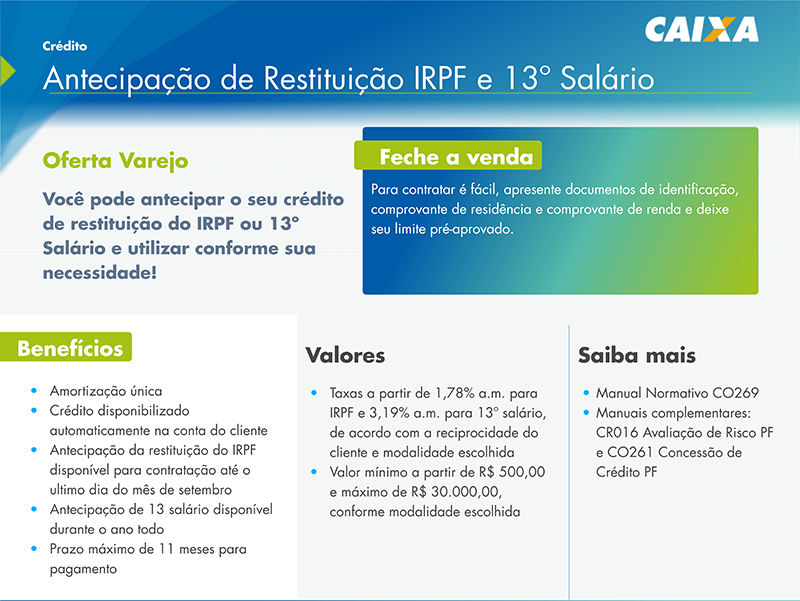 CAIXA
Crédito
Antecipação de Restituição IRPF e 13º Salário
Oferta Varejo
Você pode antecipar o seu crédito
de restituição do IRPF ou 13º
Salário e utilizar conforme sua
necessidade!
Feche a venda
Para contratar é fácil, apresente documentos de identificação,
comprovante de residência e comprovante de renda e deixe
seu limite pré-aprovado.
Benefícios
• Amortização única
• Crédito disponibilizado
automaticamente na conta do cliente
• Antecipação da restituição do IRPF
disponível para contratação até o
ultimo dia do mês de setembro
• Antecipação de 13 salário disponível
durante o ano todo
• Prazo máximo de 11 meses para
pagamento
Valores
• Taxas a partir de 1,78% a.m. para
IRPF e 3,19% a.m. para 13º salário,
de acordo com a reciprocidade do
cliente e modalidade escolhida
• Valor mínimo a partir de R$ 500,00
e máximo de R$ 30.000,00,
conforme modalidade escolhida
Saiba mais
• Manual Normativo CO269
• Manuais complementares:
CR016 Avaliação de Risco PF
e CO261 Concessão de
Crédito PF